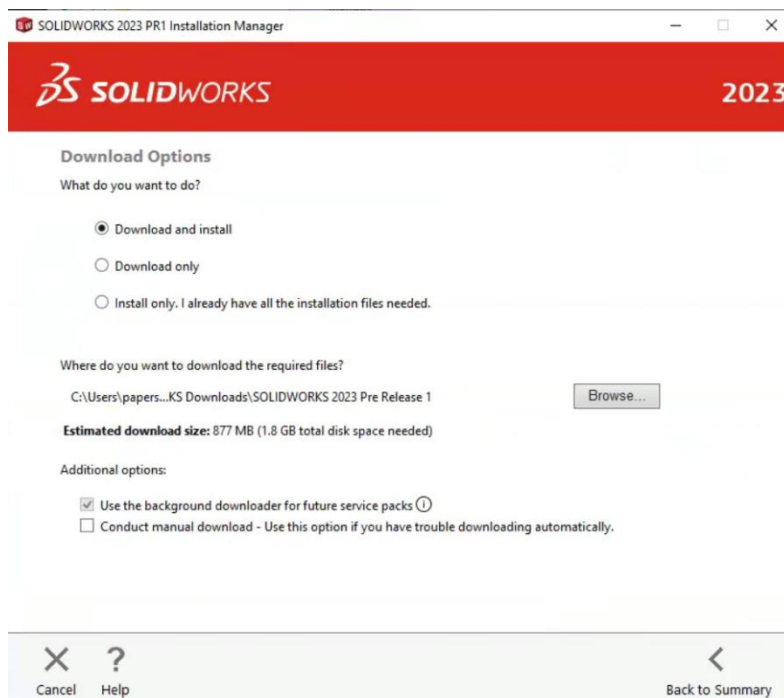 SOLIDWORKS 2023 PR1 Installation Manager
SOLIDWORKS
2023
Download Options
What do you want to do?
Download and install
Download only
Install only. I already have all the installation files needed.
Where do you want to download the required files?
C:\Users\papers...KS Downloads\SOLIDWORKS 2023 Pre Release 1
Browse...
Estimated download size: 877 MB (1.8 GB total disk space needed)
Additional options:
Use the background downloader for future service packs
Conduct manual download - Use this option if you have trouble downloading automatically.
Cancel
Help
Back to Summary